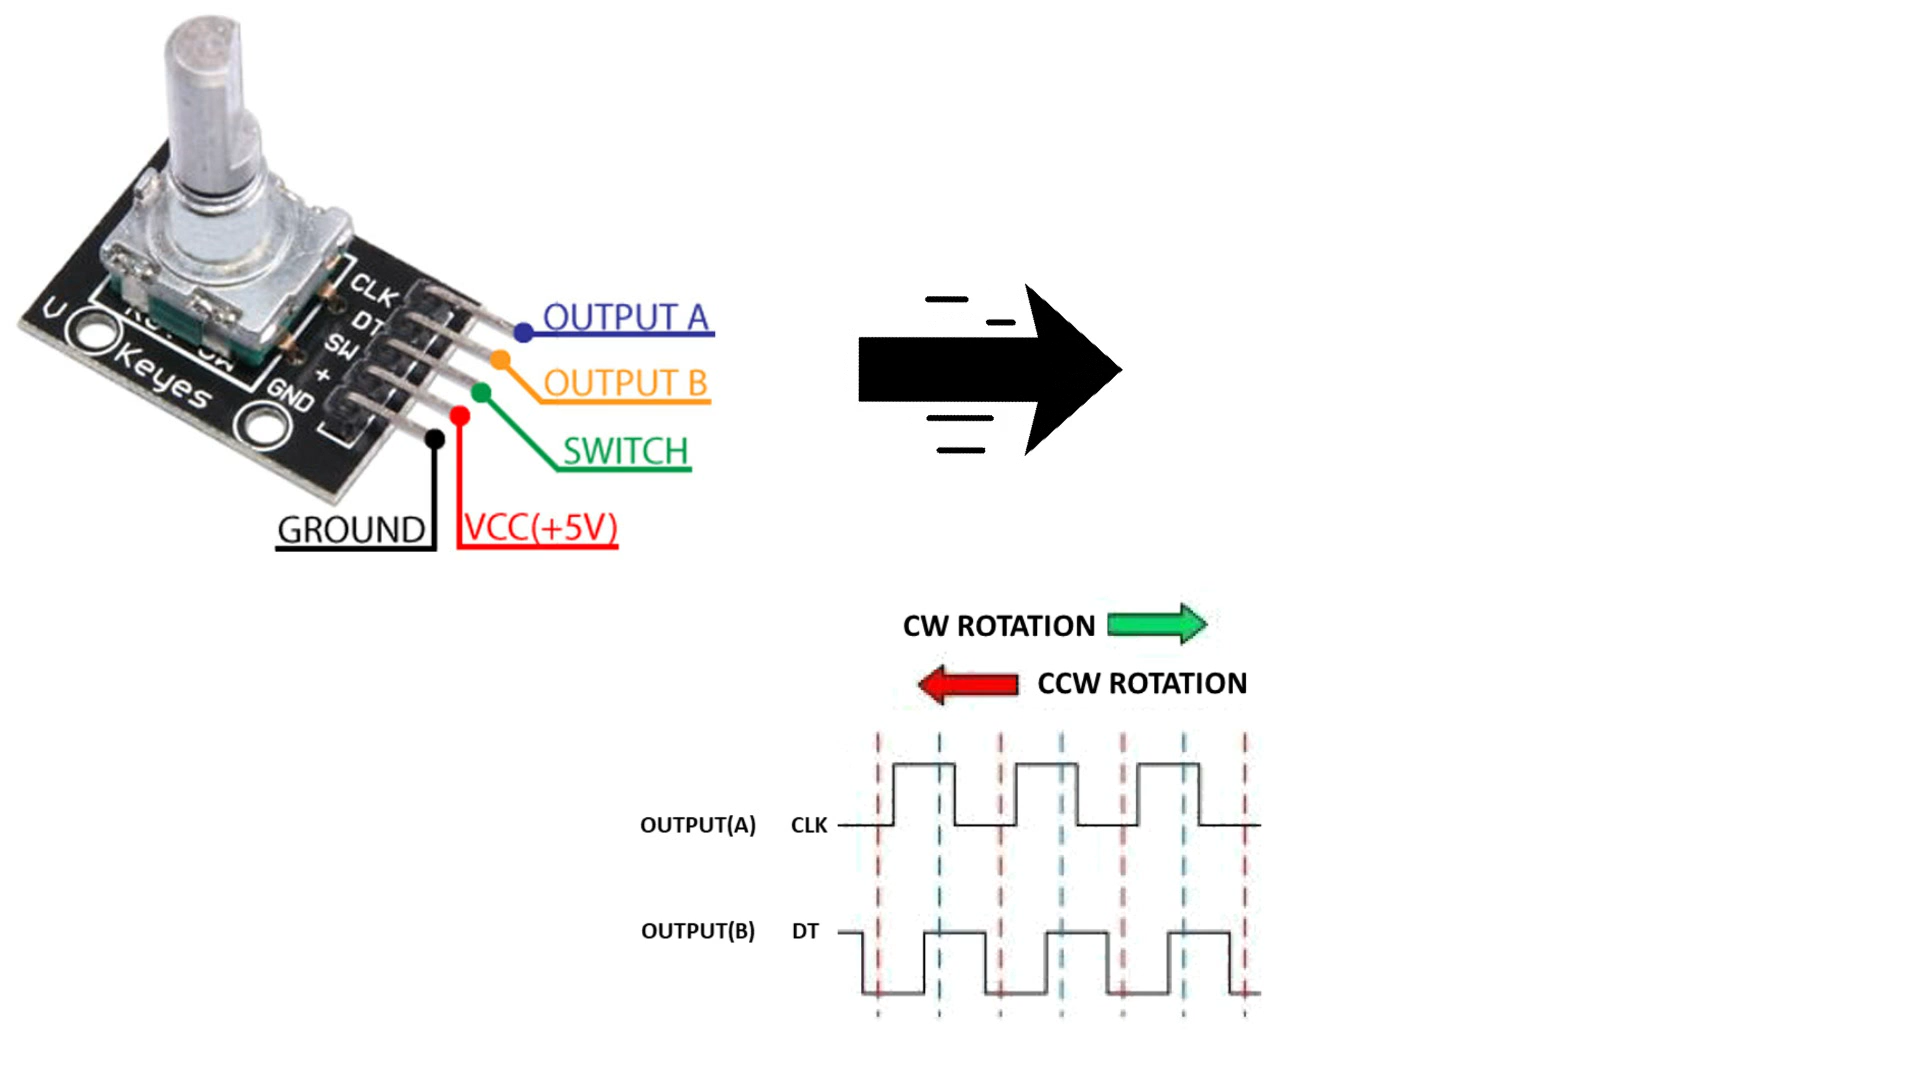 CLK
DT
SW
+
GND
V
Keyes
OUTPUT A
OUTPUT B
SWITCH
GROUND
VCC(+5V)
CW ROTATION
CCW ROTATION
OUTPUT(A) CLK
OUTPUT(B) DT